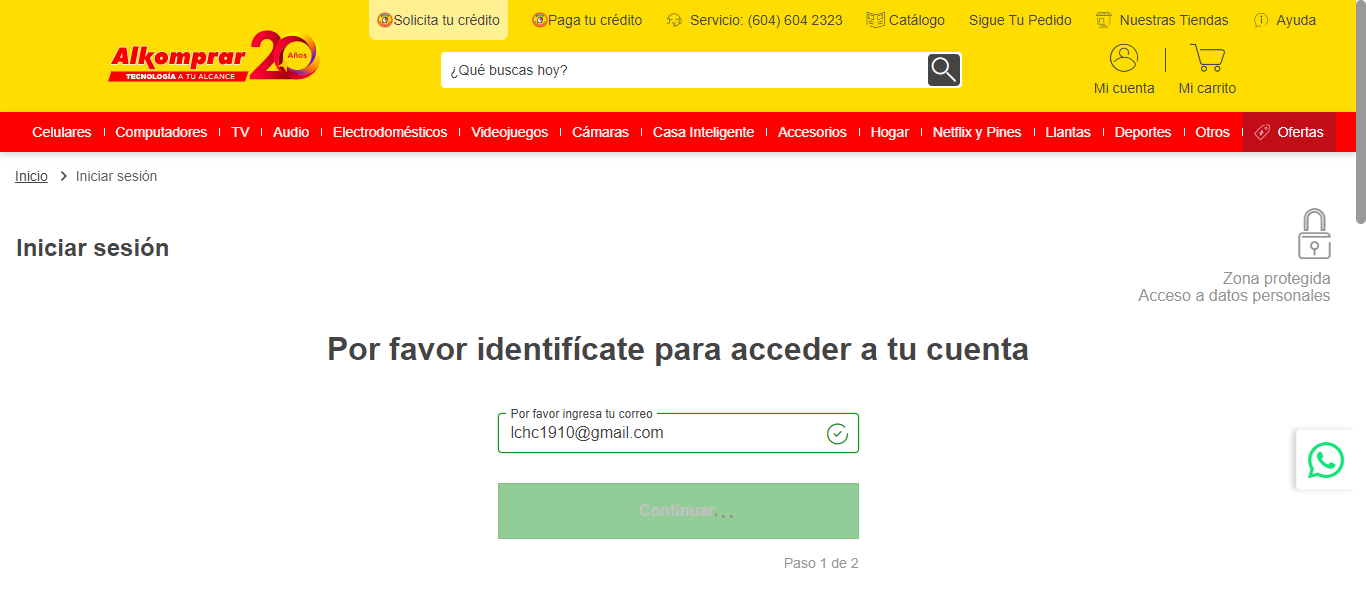 Solicita tu crédito Paga tu crédito Servicio: (604) 604 2323 Catálogo Sigue Tu Pedido Nuestras Tiendas Ayuda
Alkomprar 20 Años
TECNOLOGÍA A TU ALCANCE
¿Qué buscas hoy?
Mi cuenta Mi carrito
Celulares Computadores TV Audio Electrodomésticos Videojuegos Cámaras Casa Inteligente Accesorios Hogar Netflix y Pines Llantas Deportes Otros Ofertas
Inicio Iniciar sesión
Iniciar sesión
Zona protegida
Acceso a datos personales
Por favor identifícate para acceder a tu cuenta
Por favor ingresa tu correo
lchc1910@gmail.com
Continuar...
Paso 1 de 2